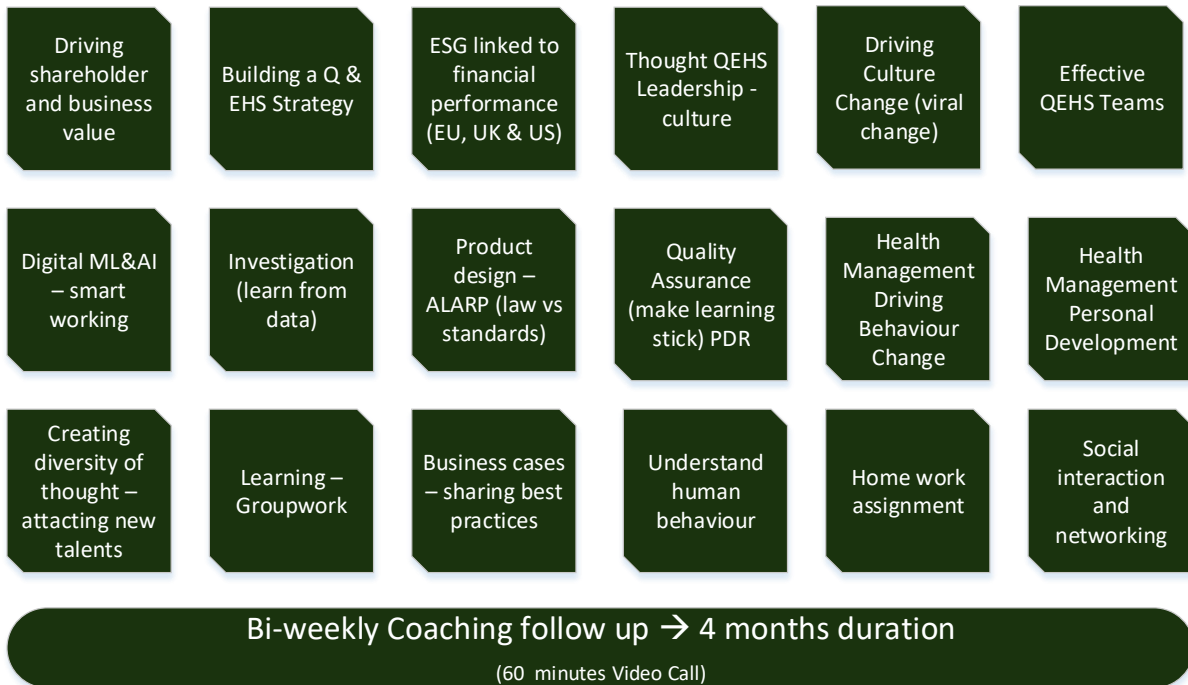 Driving
shareholder
and business
value
Building a Q &
EHS Strategy
ESG linked to
financial
performance
(EU, UK & US)
Thought QEHS
Leadership -
culture
Driving
Culture
Change (viral
change)
Effective
QEHS Teams
Digital ML&AI
– smart
working
Investigation
(learn from
data)
Product
design –
ALARP (law vs
standards)
Quality
Assurance
(make learning
stick) PDR
Health
Management
Driving
Behaviour
Change
Health
Management
Personal
Development
Creating
diversity of
thought –
attacting new
talents
Learning –
Groupwork
Business cases
– sharing best
practices
Understand
human
behaviour
Home work
assignment
Social
interaction
and
networking
Bi-weekly Coaching follow up → 4 months duration
(60 minutes Video Call)